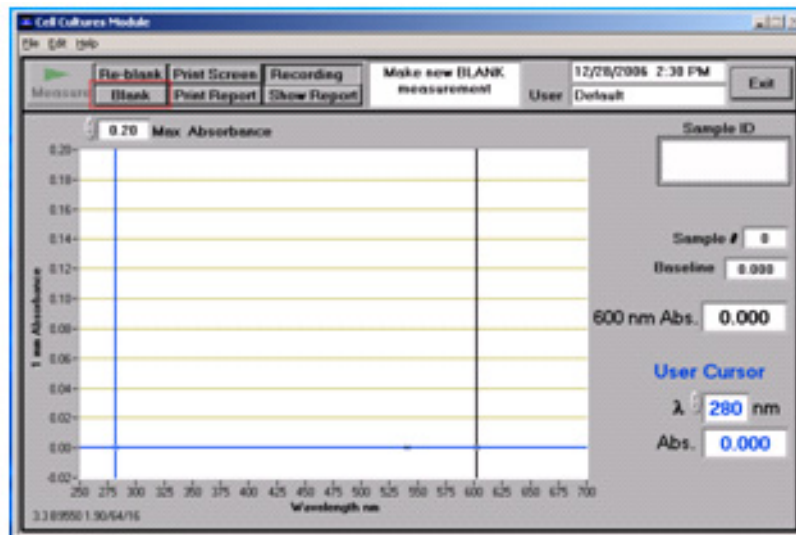 Cell Cultures Module
File Edit Help
Measure Re-blank Print Screen Recording Make new BLANK measurement 12/28/2006 2:30 PM Exit
Blank Print Report Show Report User Default
0.20 Max Absorbance Sample ID
0.20
0.18
0.16
0.14
0.12
0.10
0.08
0.06
0.04
0.02
0.00
-0.02
1 mm Absorbance
250 275 300 325 350 375 400 425 450 475 500 525 550 575 600 625 650 675 700
Wavelength nm
Sample # 0
Baseline 0.000
600 nm Abs. 0.000
User Cursor
λ 280 nm
Abs. 0.000